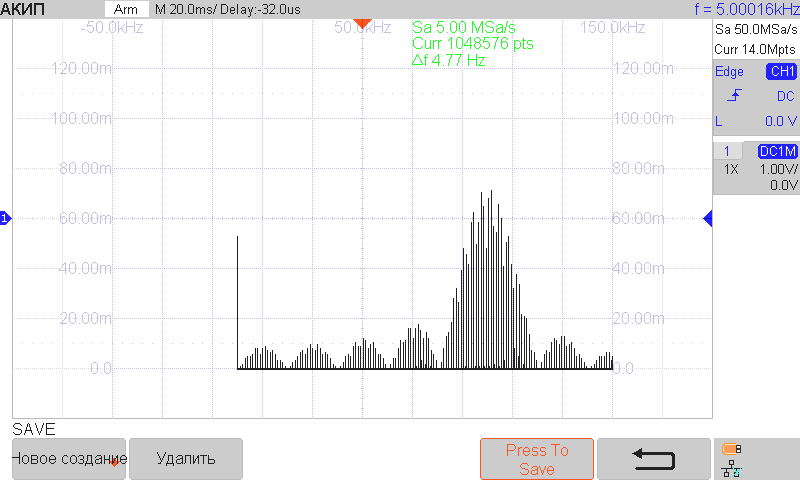 АКИП Arm M 20.0ms/ Delay:-32.0us f = 5.00016kHz
-50.0kHz 50.0kHz 150.0kHz
Sa 5.00 MSa/s
Curr 1048576 pts
Δf 4.77 Hz
Sa 50.0MSa/s
Curr 14.0Mpts
Edge CH1
DC
L 0.0 V
1 DC1M
1X 1.00V/
0.0V
120.00m 120.00m
100.00m 100.00m
80.00m 80.00m
1 60.00m 60.00m
40.00m 40.00m
20.00m 20.00m
0.0 0.0
SAVE
Новое создание Удалить Press To
Save